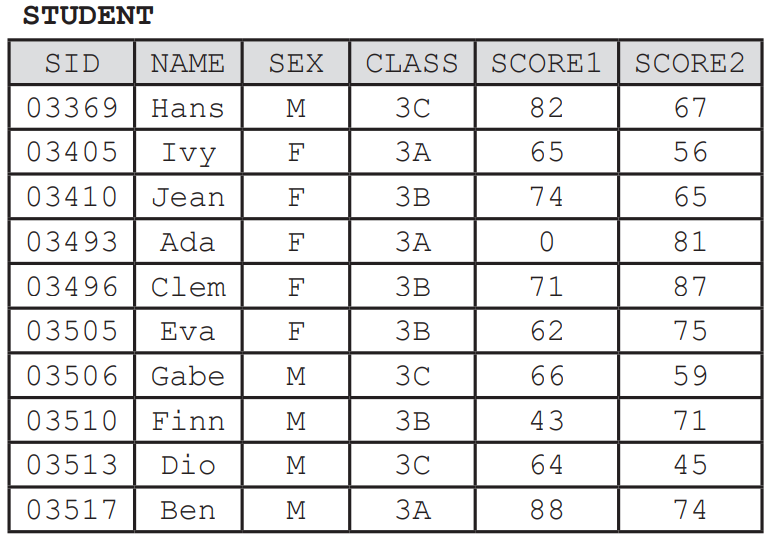 STUDENT
SID NAME SEX CLASS SCORE1 SCORE2
03369 Hans M 3C 82 67
03405 Ivy F 3A 65 56
03410 Jean F 3B 74 65
03493 Ada F 3A 0 81
03496 Clem F 3B 71 87
03505 Eva F 3B 62 75
03506 Gabe M 3C 66 59
03510 Finn M 3B 43 71
03513 Dio M 3C 64 45
03517 Ben M 3A 88 74